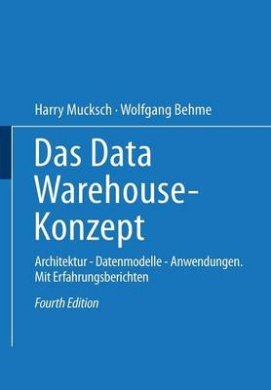 Harry Mucksch · Wolfgang Behme
Das Data
Warehouse-
Konzept
Architektur - Datenmodelle - Anwendungen.
Mit Erfahrungsberichten
Fourth Edition